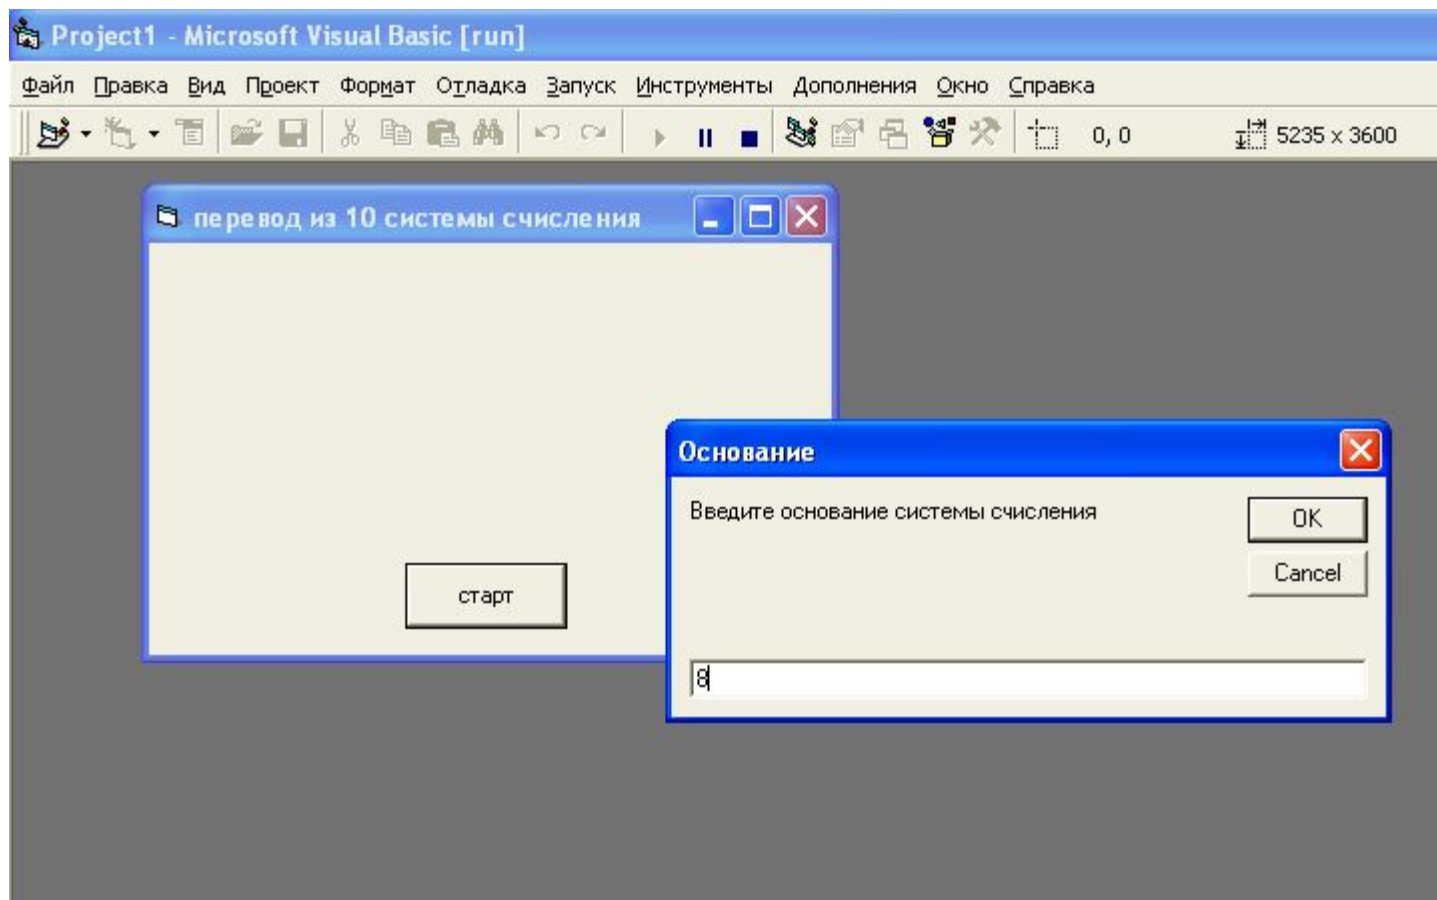 Project1 - Microsoft Visual Basic [run]
Файл Правка Вид Проект Формат Отладка Запуск Инструменты Дополнения Окно Справка
0, 0 5235 x 3600
перевод из 10 системы счисления
Основание
Введите основание системы счисления
OK
Cancel
старт
8